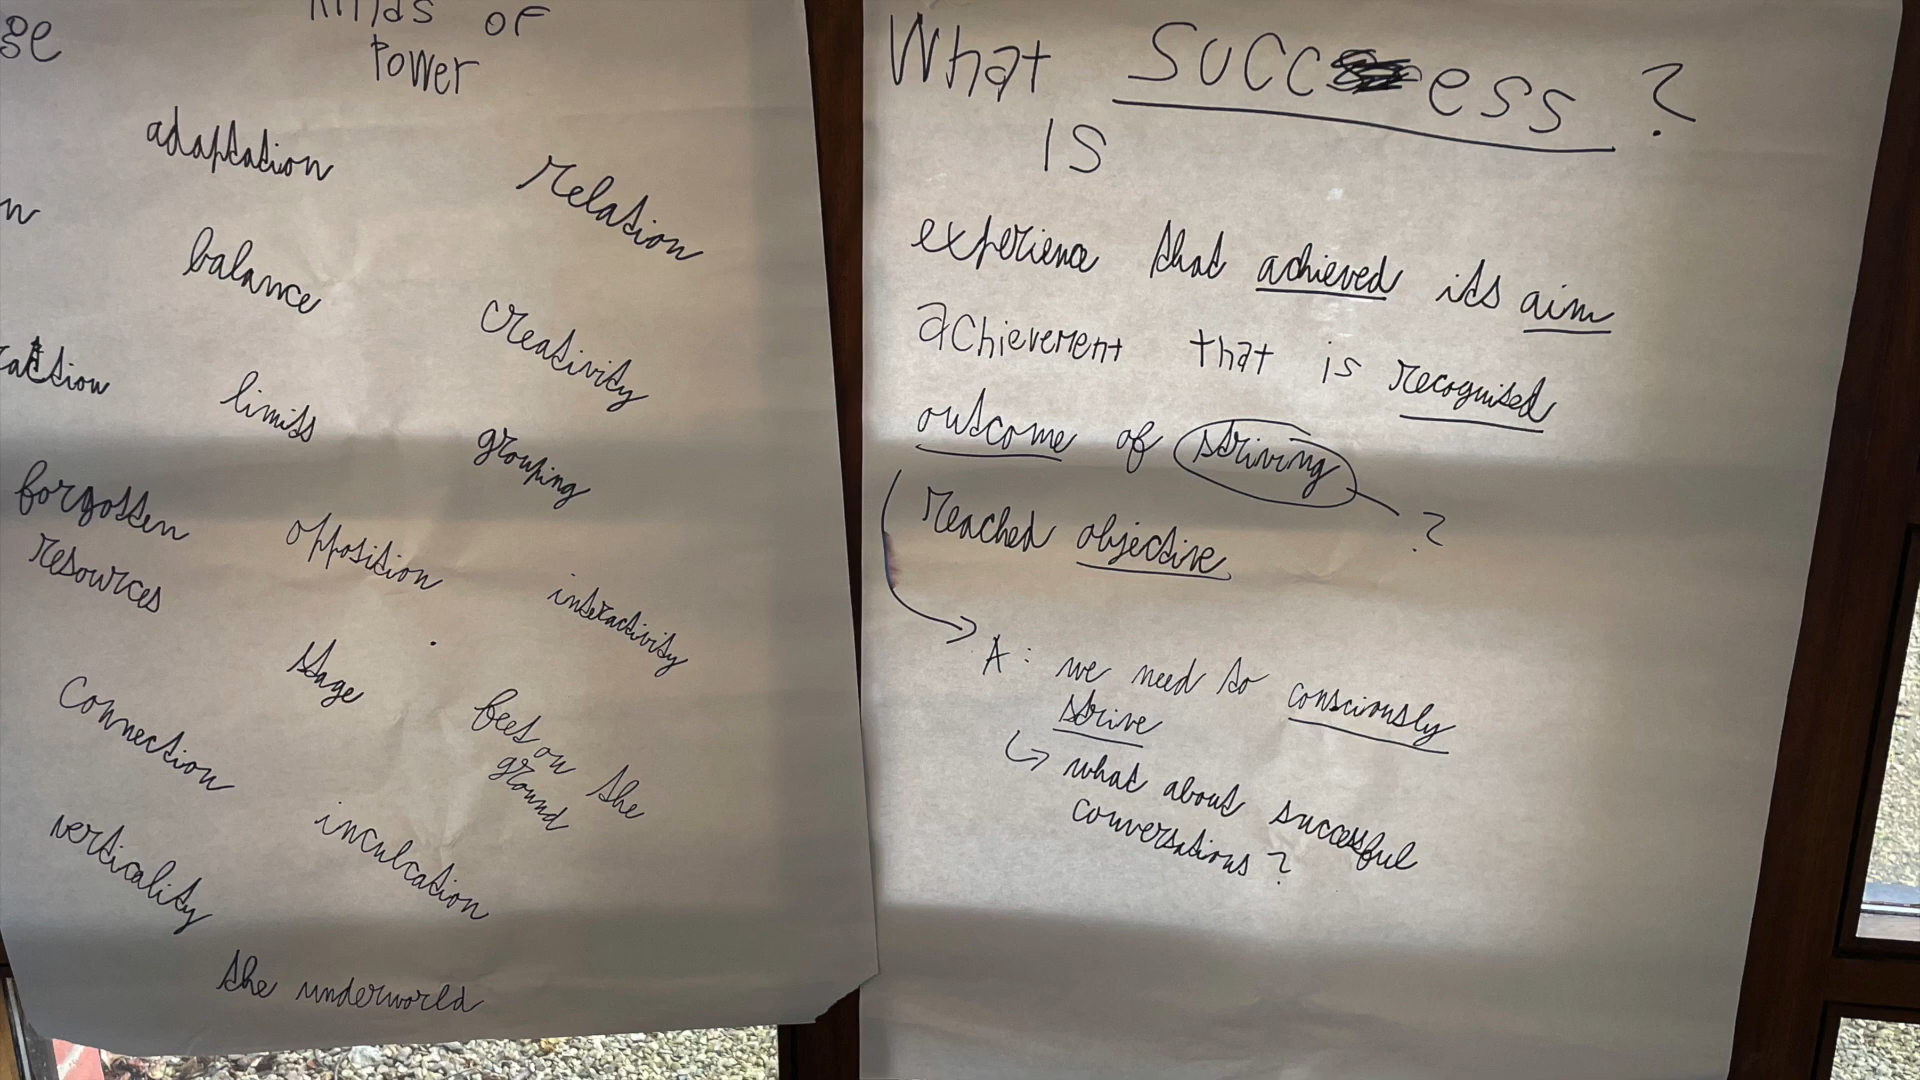 ge
Kinds of
Power
adaptation
relation
n
balance
creativity
limits
grouping
forgotten
resources
opposition
interactivity
stage
connection
feet on the
ground
verticality
inculcation
the underworld
What success ?
is
experience that achieved its aim
achievement that is recognised
outcome of striving
?
reached objective
A: we need to consciously
strive
what about successful
conversations?